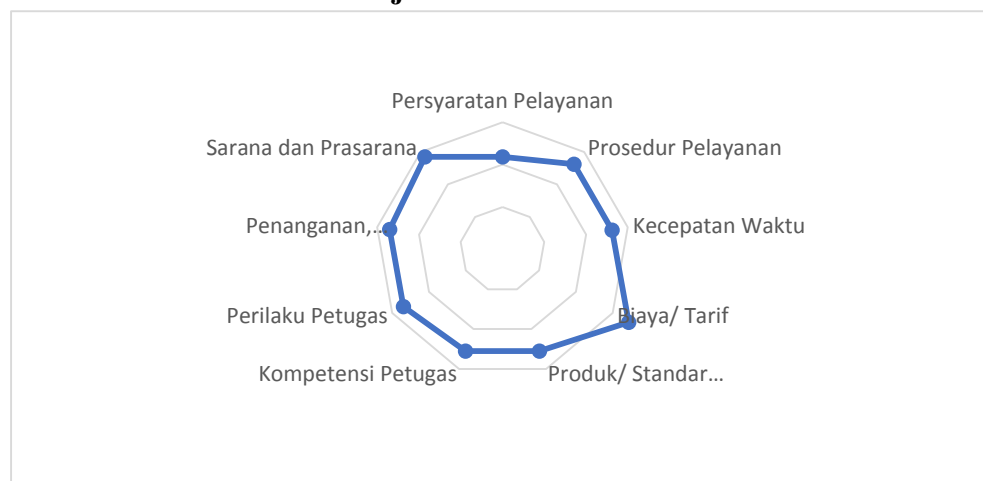 Persyaratan Pelayanan
Prosedur Pelayanan
Kecepatan Waktu
Biaya/ Tarif
Produk/ Standar...
Kompetensi Petugas
Perilaku Petugas
Penanganan,...
Sarana dan Prasarana